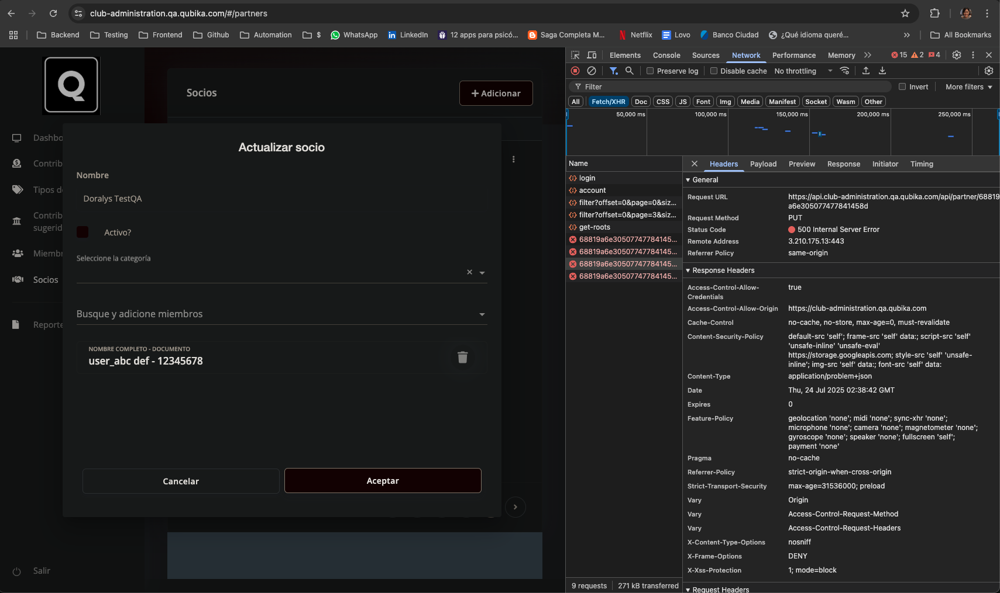 club-administration.qa.qubika.com/#/partners
Backend Testing Frontend Github Automation $ WhatsApp LinkedIn 12 apps para psicó... Saga Completa M... Netflix Lovo Banco Ciudad ¿Qué idioma queré... » All Bookmarks
Q
Socios
+ Adicionar
Dashbo
Contrib
Tipos d
Contrib
sugerid
Miembr
Socios
Reporte
Salir
Actualizar socio
Nombre
Doralys TestQA
Activo?
Seleccione la categoría
Busque y adicione miembros
NOMBRE COMPLETO - DOCUMENTO
user_abc def - 12345678
Cancelar
Aceptar
Elements Console Sources Network Performance Memory 15 2 4
Preserve log Disable cache No throttling
Filter Invert More filters
All Fetch/XHR Doc CSS JS Font Img Media Manifest Socket Wasm Other
50,000 ms 100,000 ms 150,000 ms 200,000 ms 250,000 ms
Name
login
account
filter?offset=0&page=0&siz...
filter?offset=0&page=3&siz...
get-roots
68819a6e30507747784145...
68819a6e30507747784145...
68819a6e30507747784145...
68819a6e30507747784145...
9 requests 271 kB transferred
Headers Payload Preview Response Initiator Timing
General
Request URL https://api.club-administration.qa.qubika.com/api/partner/68819
a6e305077477841458d
Request Method PUT
Status Code 500 Internal Server Error
Remote Address 3.210.175.13:443
Referrer Policy same-origin
Response Headers
Access-Control-Allow- true
Credentials
Access-Control-Allow-Origin https://club-administration.qa.qubika.com
Cache-Control no-cache, no-store, max-age=0, must-revalidate
Content-Security-Policy default-src 'self'; frame-src 'self' data:; script-src 'self'
'unsafe-inline' 'unsafe-eval'
https://storage.googleapis.com; style-src 'self' 'unsafe-
inline'; img-src 'self' data:; font-src 'self' data:
Content-Type application/problem+json
Date Thu, 24 Jul 2025 02:38:42 GMT
Expires 0
Feature-Policy geolocation 'none'; midi 'none'; sync-xhr 'none';
microphone 'none'; camera 'none'; magnetometer 'none';
gyroscope 'none'; speaker 'none'; fullscreen 'self';
payment 'none'
Pragma no-cache
Referrer-Policy strict-origin-when-cross-origin
Strict-Transport-Security max-age=31536000; preload
Vary Origin
Vary Access-Control-Request-Method
Vary Access-Control-Request-Headers
X-Content-Type-Options nosniff
X-Frame-Options DENY
X-Xss-Protection 1; mode=block
Request Headers